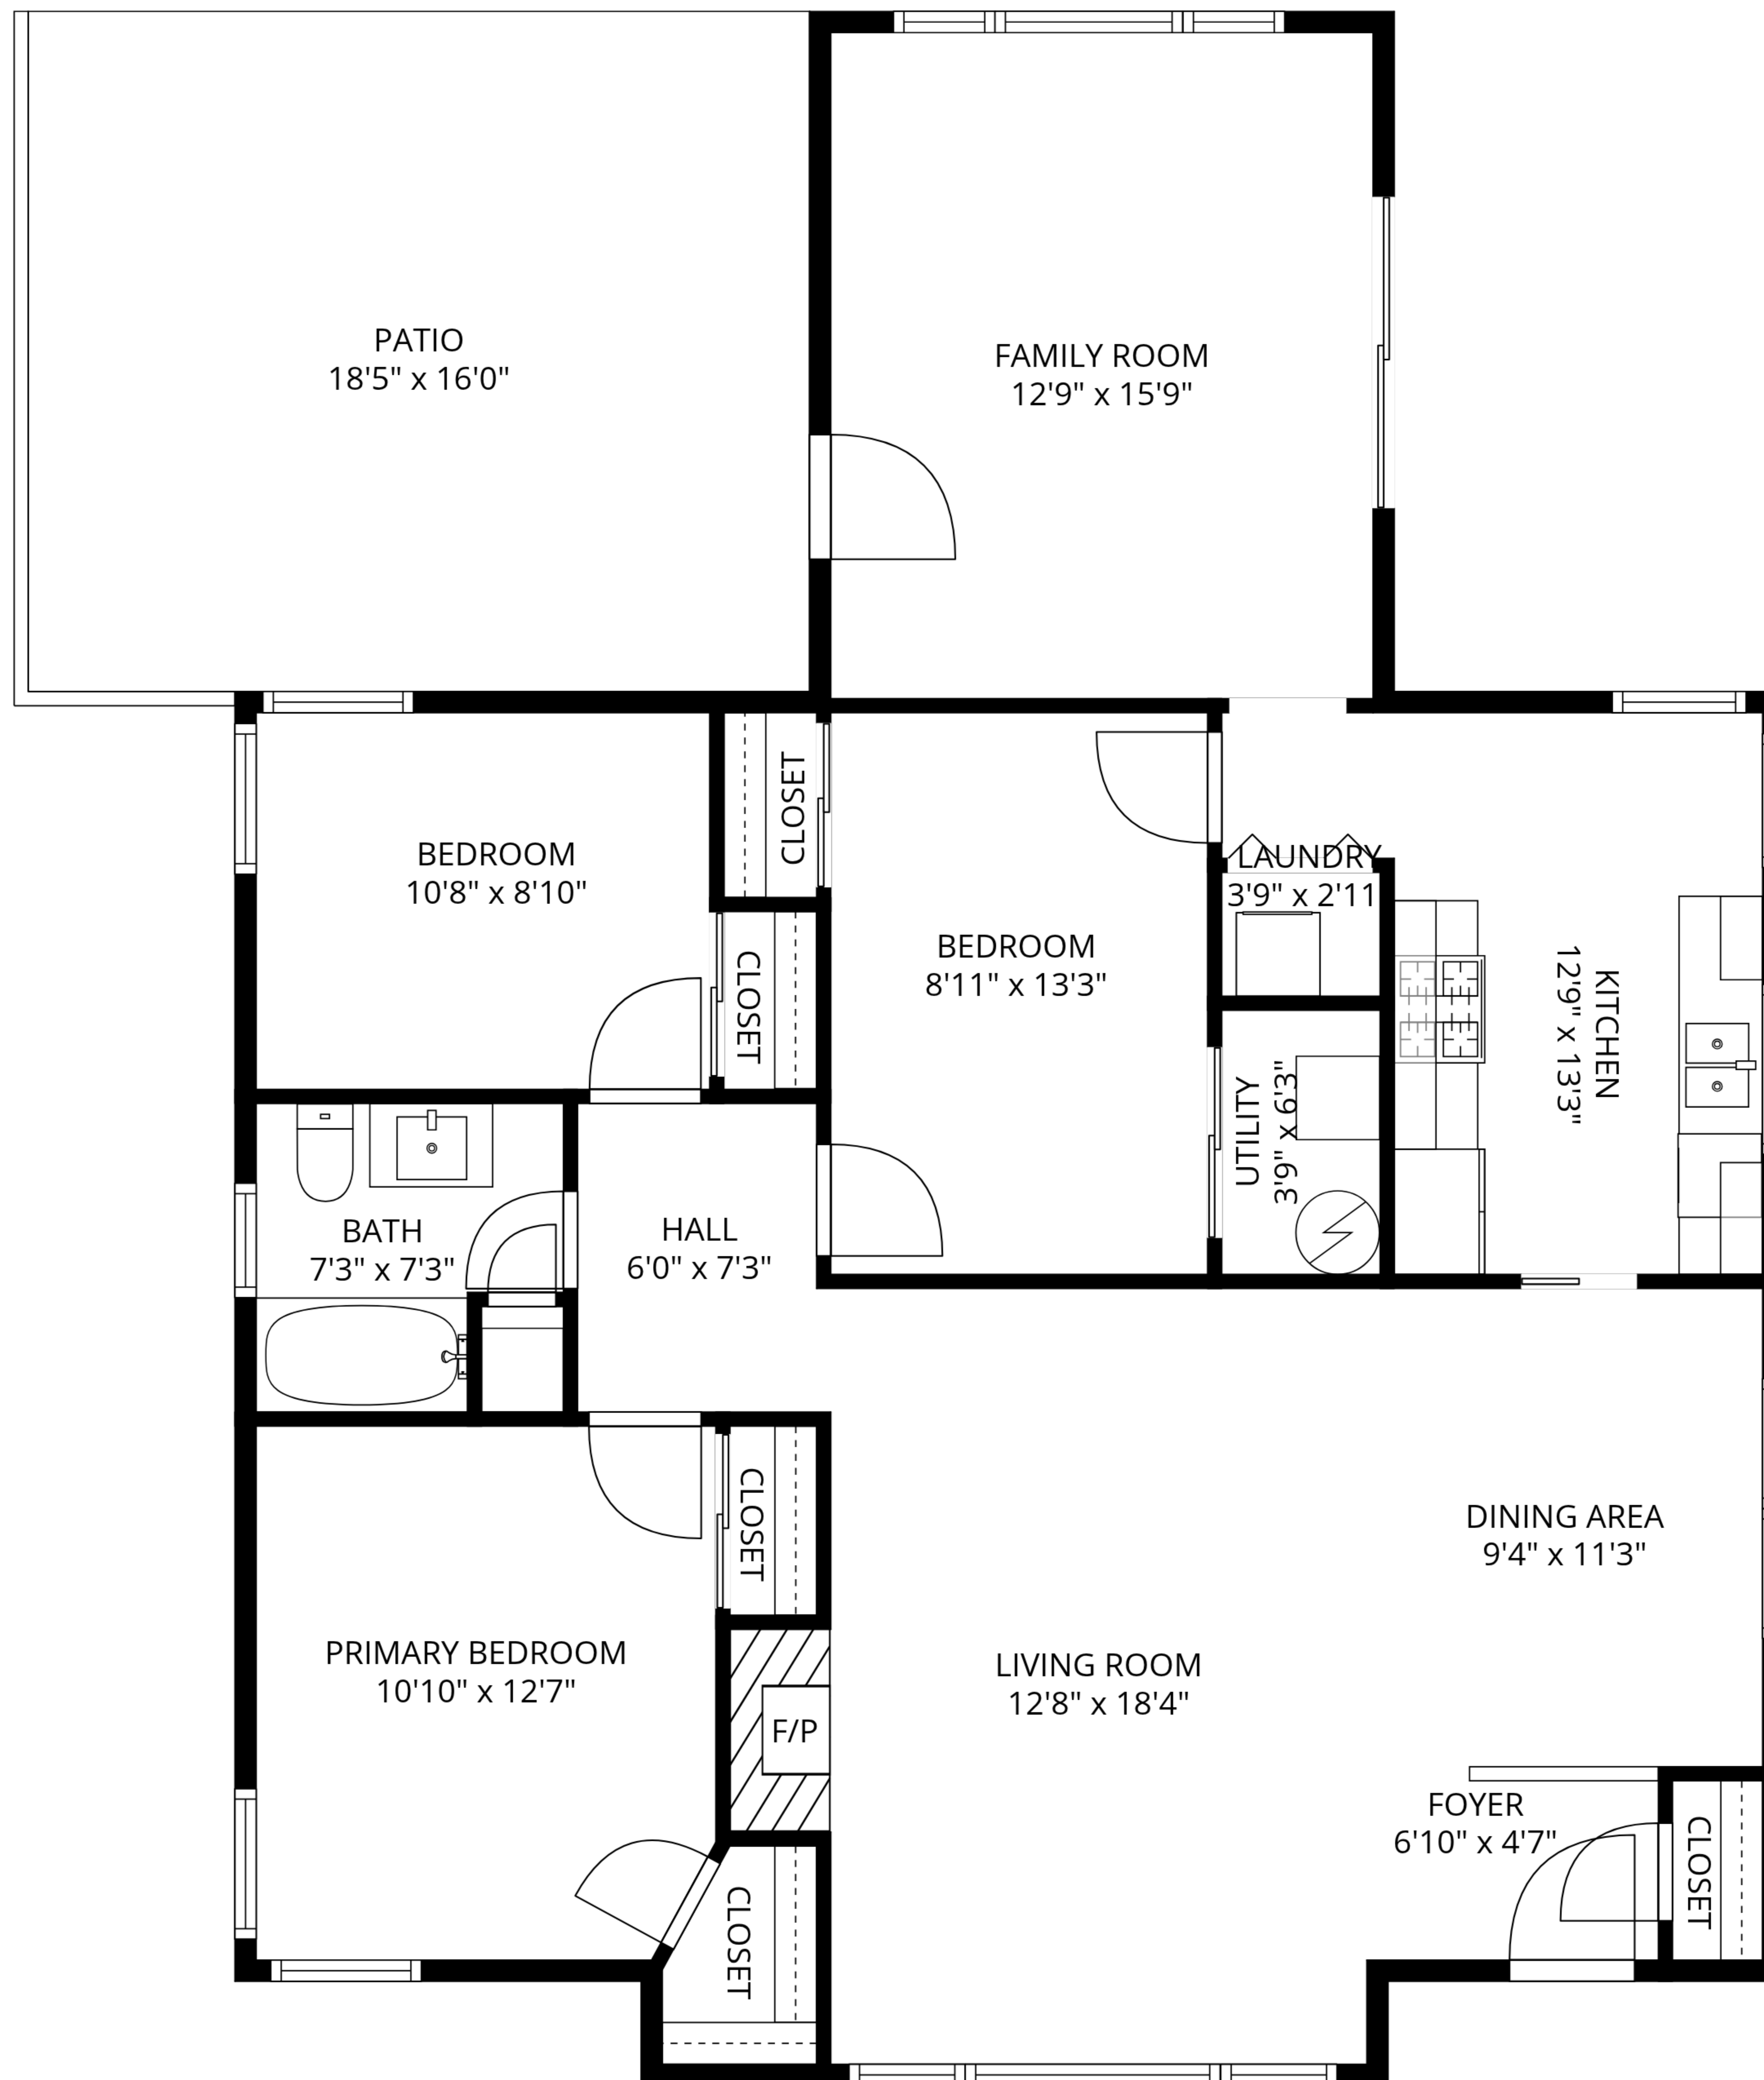 PATIO
18'5" x 16'0"
FAMILY ROOM
12'9" x 15'9"
BEDROOM
10'8" x 8'10"
CLOSET
CLOSET
BEDROOM
8'11" x 13'3"
LAUNDRY
3'9" x 2'11
UTILITY
3'9" x 6'3"
KITCHEN
12'9" x 13'3"
BATH
7'3" x 7'3"
HALL
6'0" x 7'3"
CLOSET
PRIMARY BEDROOM
10'10" x 12'7"
F/P
LIVING ROOM
12'8" x 18'4"
DINING AREA
9'4" x 11'3"
FOYER
6'10" x 4'7"
CLOSET
CLOSET